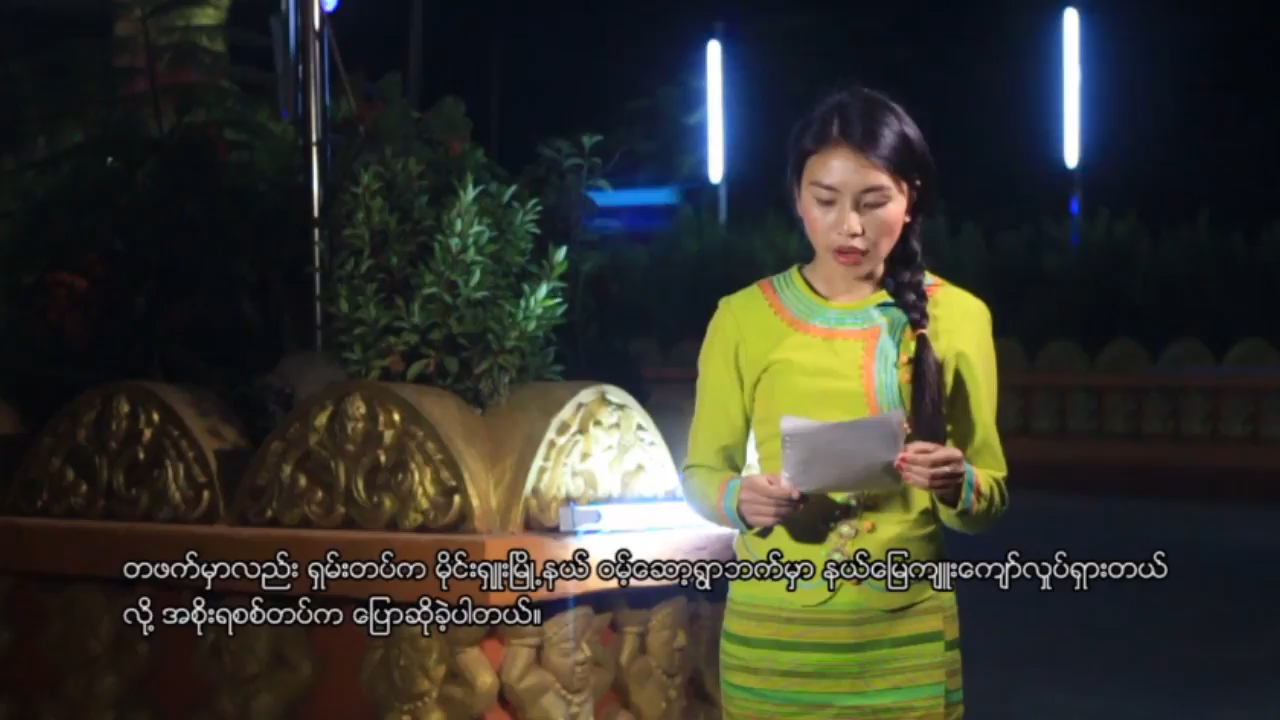 တဖက်မှာလည်း ရှမ်းတပ်က မိုင်းရှူးမြို့နယ် ဝမ့်ဆော့ရွာဘက်မှာ နယ်မြေကျူးကျော်လှုပ်ရှားတယ်
လို့ အစိုးရစစ်တပ်က ပြောဆိုခဲ့ပါတယ်။